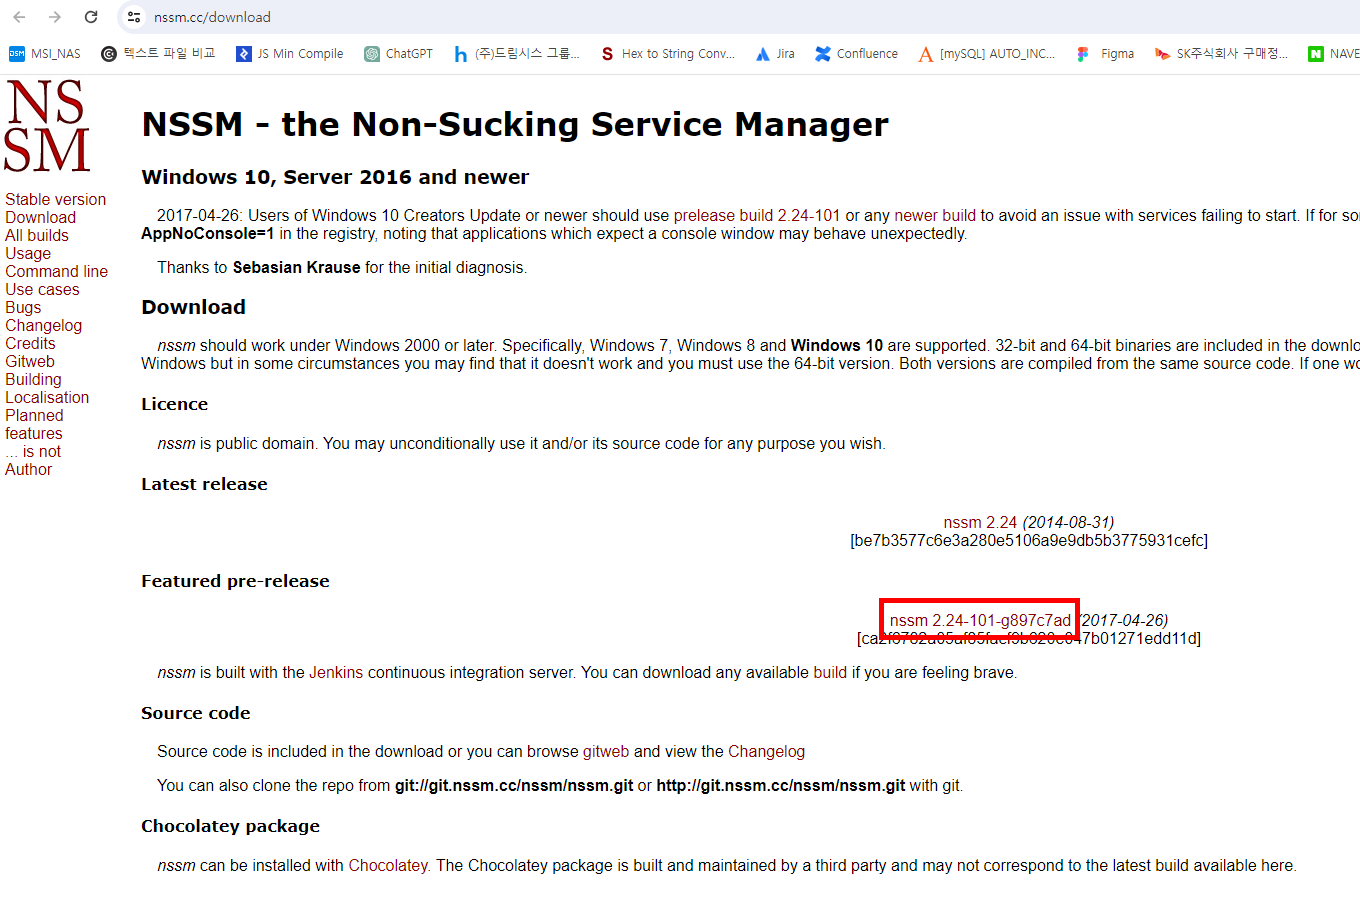 nssm.cc/download
MSI_NAS 텍스트 파일 비교 JS Min Compile ChatGPT (주)드림시스 그룹... Hex to String Conv... Jira Confluence [mySQL] AUTO_INC... Figma SK주식회사 구매정... NAVE
NS
SM
Stable version
Download
All builds
Usage
Command line
Use cases
Bugs
Changelog
Credits
Gitweb
Building
Localisation
Planned
features
... is not
Author
NSSM - the Non-Sucking Service Manager
Windows 10, Server 2016 and newer
2017-04-26: Users of Windows 10 Creators Update or newer should use prelease build 2.24-101 or any newer build to avoid an issue with services failing to start. If for so
AppNoConsole=1 in the registry, noting that applications which expect a console window may behave unexpectedly.
Thanks to Sebasian Krause for the initial diagnosis.
Download
nssm should work under Windows 2000 or later. Specifically, Windows 7, Windows 8 and Windows 10 are supported. 32-bit and 64-bit binaries are included in the downlo
Windows but in some circumstances you may find that it doesn't work and you must use the 64-bit version. Both versions are compiled from the same source code. If one wo
Licence
nssm is public domain. You may unconditionally use it and/or its source code for any purpose you wish.
Latest release
nssm 2.24 (2014-08-31)
[be7b3577c6e3a280e5106a9e9db5b3775931cefc]
Featured pre-release
nssm 2.24-101-g897c7ad (2017-04-26)
nssm is built with the Jenkins continuous integration server. You can download any available build if you are feeling brave.
Source code
Source code is included in the download or you can browse gitweb and view the Changelog
You can also clone the repo from git://git.nssm.cc/nssm/nssm.git or http://git.nssm.cc/nssm/nssm.git with git.
Chocolatey package
nssm can be installed with Chocolatey. The Chocolatey package is built and maintained by a third party and may not correspond to the latest build available here.